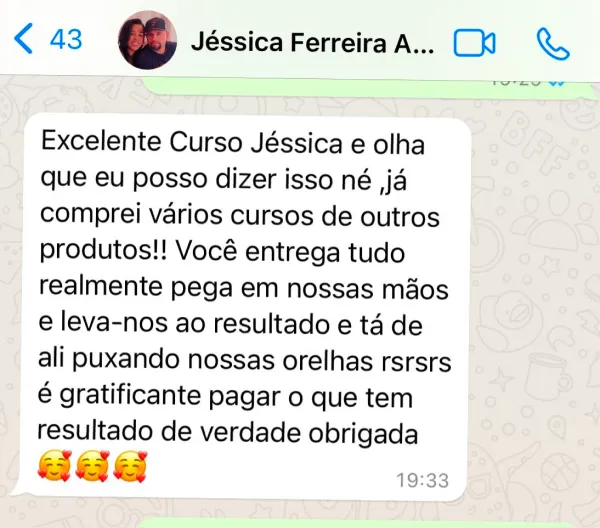 43
Jéssica Ferreira A...
Excelente Curso Jéssica e olha
que eu posso dizer isso né ,já
comprei vários cursos de outros
produtos!! Você entrega tudo
realmente pega em nossas mãos
e leva-nos ao resultado e tá de
ali puxando nossas orelhas rsrsrs
é gratificante pagar o que tem
resultado de verdade obrigada
🥰🥰🥰
19:33